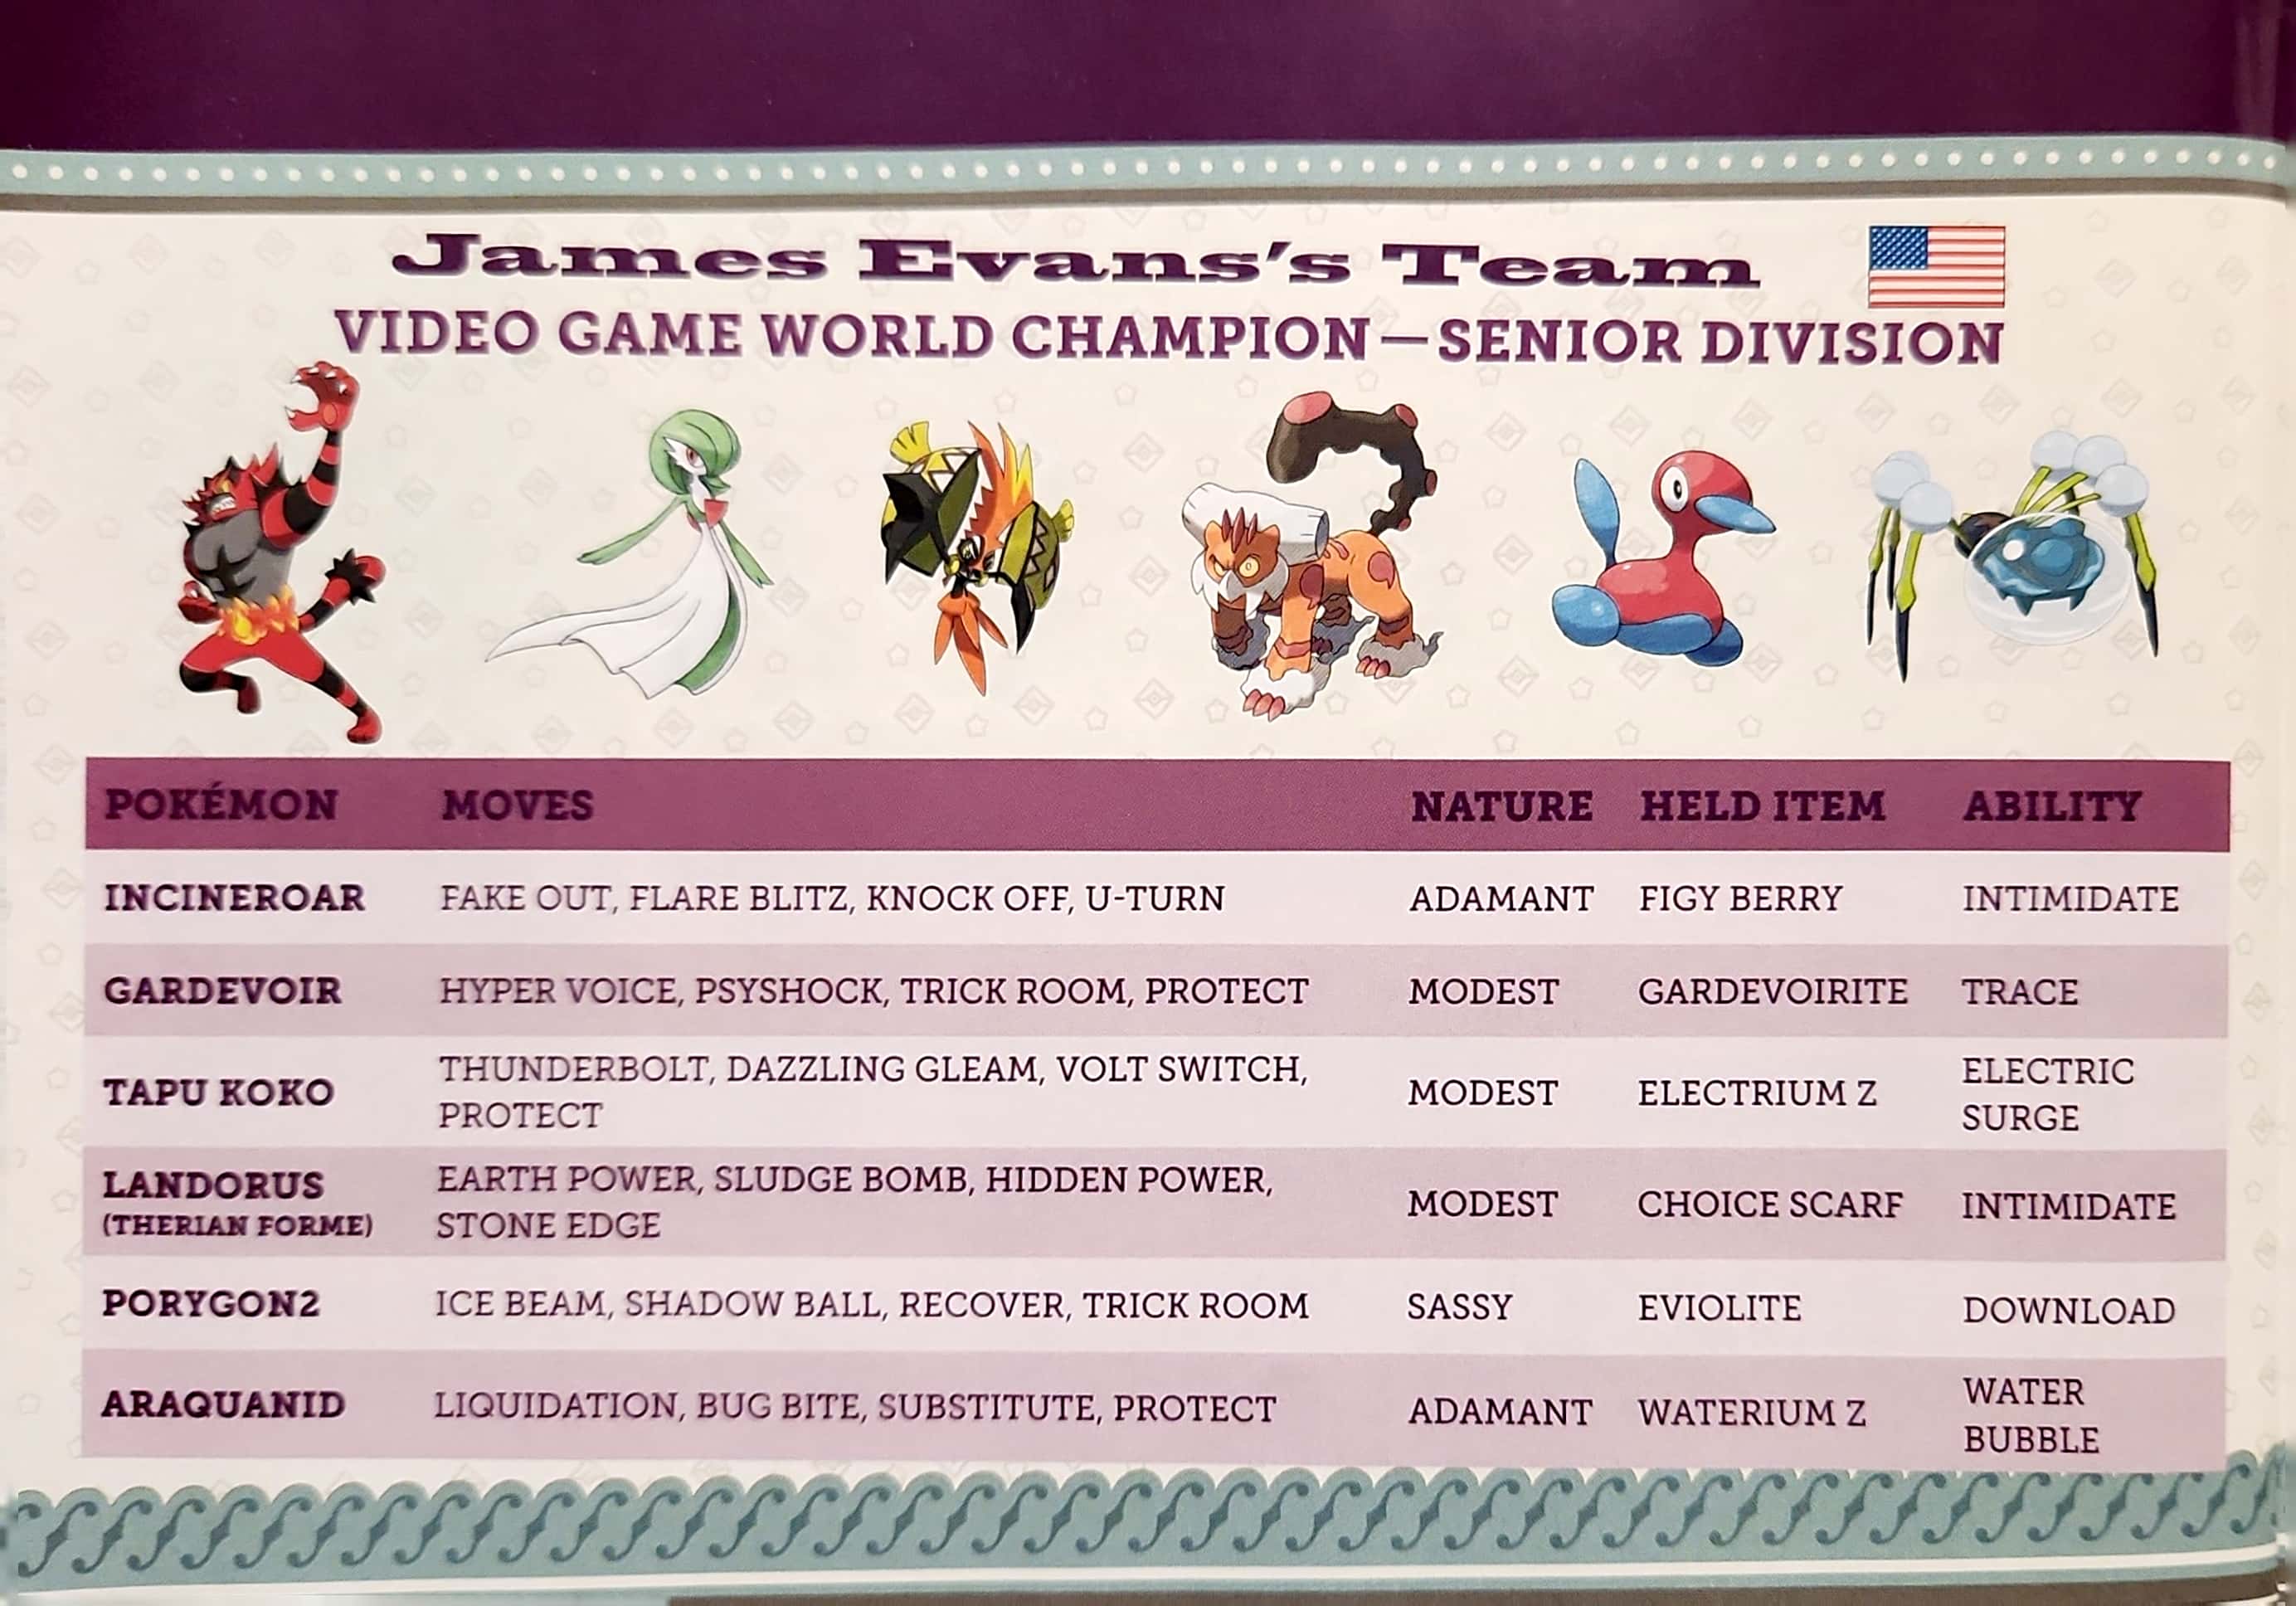 James Evans's Team
VIDEO GAME WORLD CHAMPION—SENIOR DIVISION
POKÉMON MOVES NATURE HELD ITEM ABILITY
INCINEROAR FAKE OUT, FLARE BLITZ, KNOCK OFF, U-TURN ADAMANT FIGY BERRY INTIMIDATE
GARDEVOIR HYPER VOICE, PSYSHOCK, TRICK ROOM, PROTECT MODEST GARDEVOIRITE TRACE
TAPU KOKO THUNDERBOLT, DAZZLING GLEAM, VOLT SWITCH,
PROTECT MODEST ELECTRIUM Z ELECTRIC
SURGE
LANDORUS
(THERIAN FORME) EARTH POWER, SLUDGE BOMB, HIDDEN POWER,
STONE EDGE MODEST CHOICE SCARF INTIMIDATE
PORYGON2 ICE BEAM, SHADOW BALL, RECOVER, TRICK ROOM SASSY EVIOLITE DOWNLOAD
ARAQUANID LIQUIDATION, BUG BITE, SUBSTITUTE, PROTECT ADAMANT WATERIUM Z WATER
BUBBLE